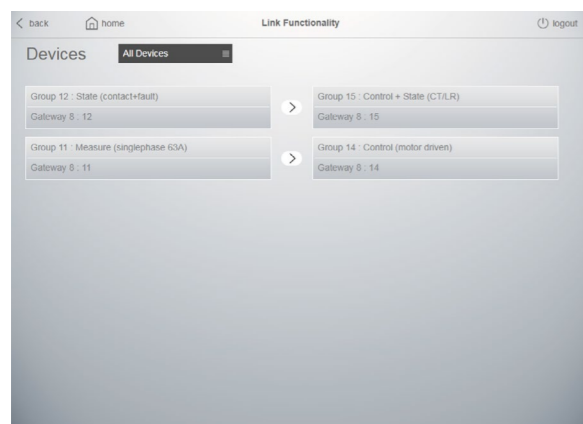 back home Link Functionality logout
Devices All Devices
Group 12 : State (contact+fault)
Gateway 8 : 12
Group 15 : Control + State (CT/LR)
Gateway 8 : 15
Group 11 : Measure (singlephase 63A)
Gateway 8 : 11
Group 14 : Control (motor driven)
Gateway 8 : 14